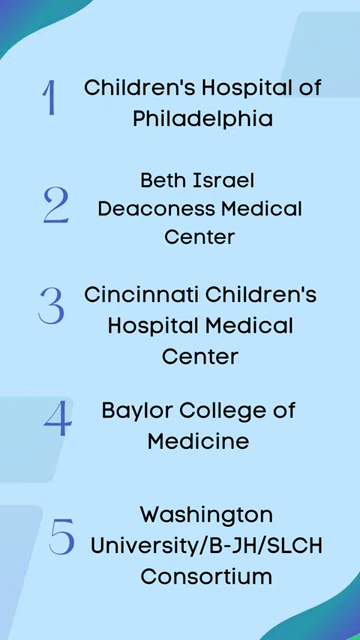 1 Children's Hospital of
Philadelphia
2 Beth Israel
Deaconess Medical
Center
3 Cincinnati Children's
Hospital Medical
Center
4 Baylor College of
Medicine
5 Washington
University/B-JH/SLCH
Consortium